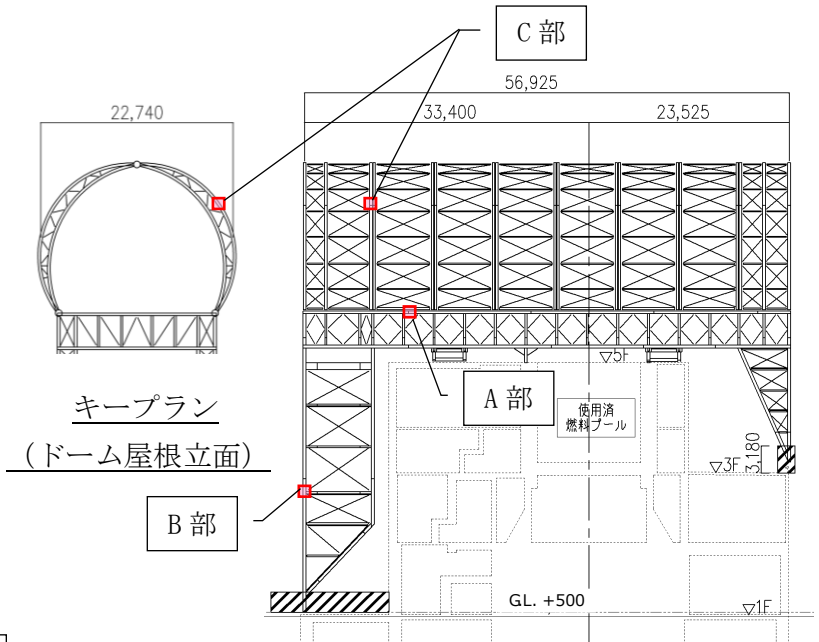 C部
56,925
22,740
33,400
23,525
▽5F
A部
使用済
燃料プール
キープラン
(ドーム屋根立面)
3,180
▽3F
B部
GL. +500
▽1F